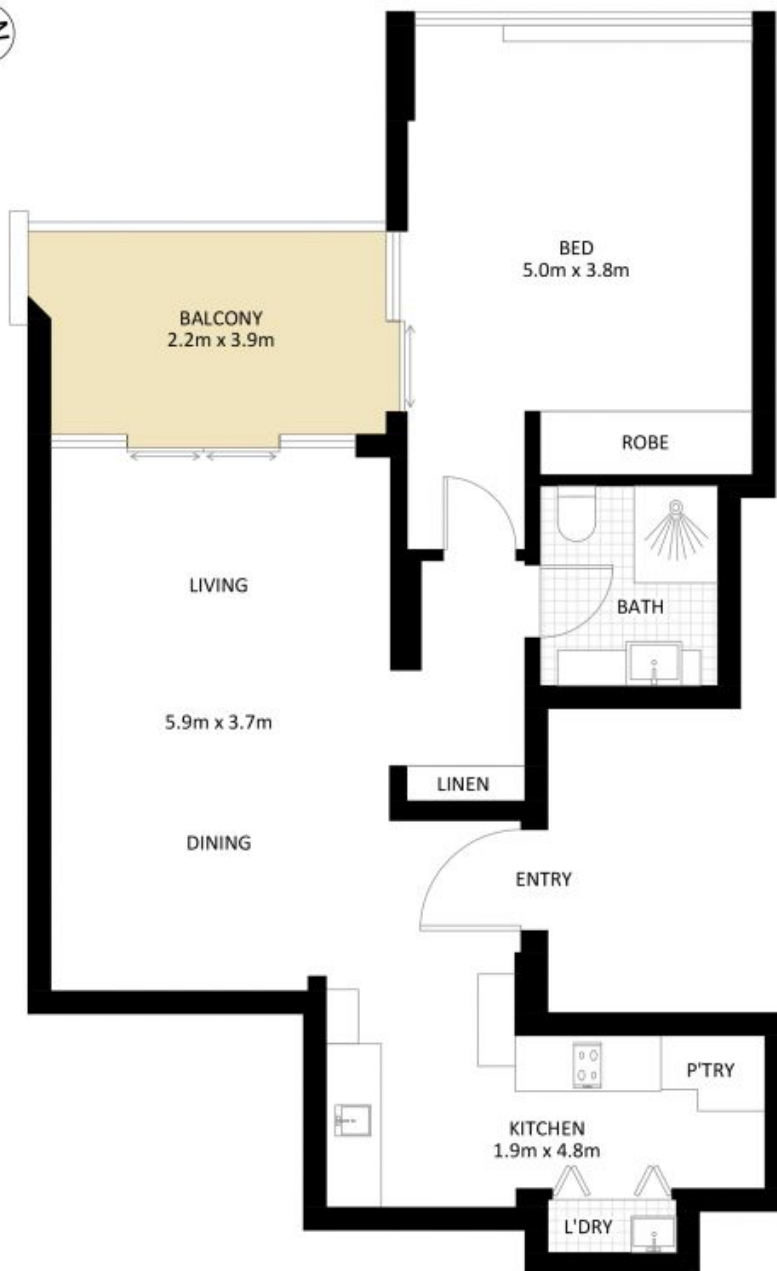 BED
5.0m x 3.8m
BALCONY
2.2m x 3.9m
ROBE
LIVING
BATH
5.9m x 3.7m
LINEN
DINING
ENTRY
P'TRY
KITCHEN
1.9m x 4.8m
L'DRY